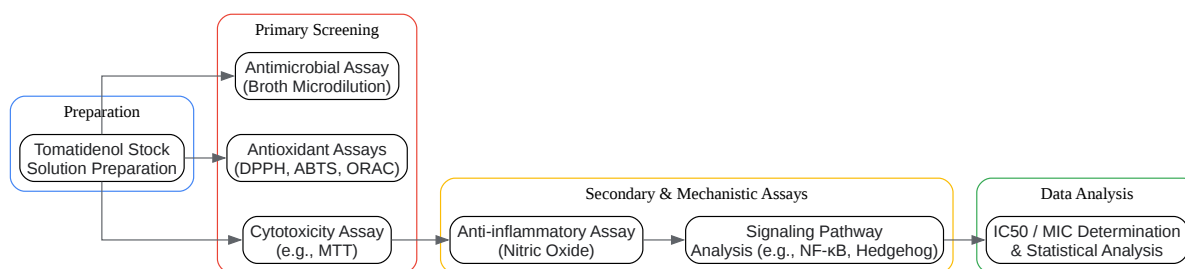 Primary Screening
Antimicrobial Assay
(Broth Microdilution)
Preparation
Tomatidenol Stock
Solution Preparation
Antioxidant Assays
(DPPH, ABTS, ORAC)
Cytotoxicity Assay
(e.g., MTT)
Secondary & Mechanistic Assays
Anti-inflammatory Assay
(Nitric Oxide)
Signaling Pathway
Analysis (e.g., NF-κB, Hedgehog)
Data Analysis
IC50 / MIC Determination
& Statistical Analysis